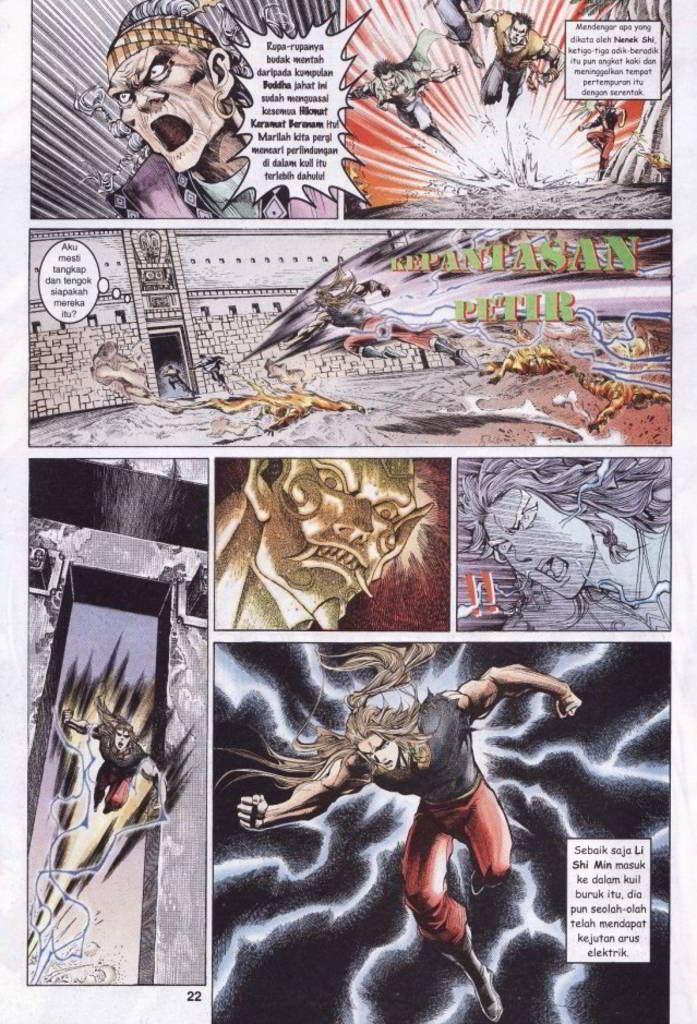 Rupa-rupanya
budak mentah
daripada kumpulan
Boddha jahat ini
sudah menguasai
kesemua Hikmat
Keramat Berenam itu!
Marilah kita pergi
mencari perlindungan
di dalam kuil itu
terlebih dahulu!
Mendengar apa yang
dikata oleh Nenek Shi,
ketiga-tiga adik-beradik
itu pun angkat kaki dan
meninggalkan tempat
pertempuran itu
dengan serentak.
Aku
mesti
tangkap
dan tengok
siapakah
mereka
itu?
KEPANTASAN
PETIR
!!
Sebaik saja Li
Shi Min masuk
ke dalam kuil
buruk itu, dia
pun seolah-olah
telah mendapat
kejutan arus
elektrik.
22